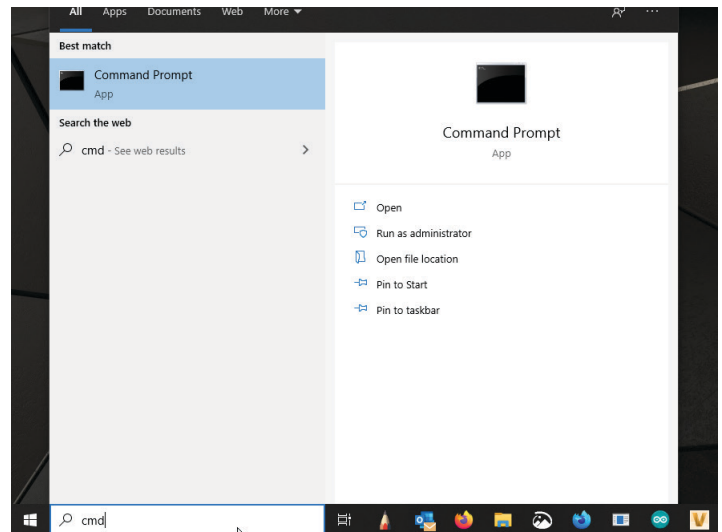 All Apps Documents Web More
Best match
Command Prompt
App
Search the web
cmd - See web results
Command Prompt
App
Open
Run as administrator
Open file location
Pin to Start
Pin to taskbar
cmd